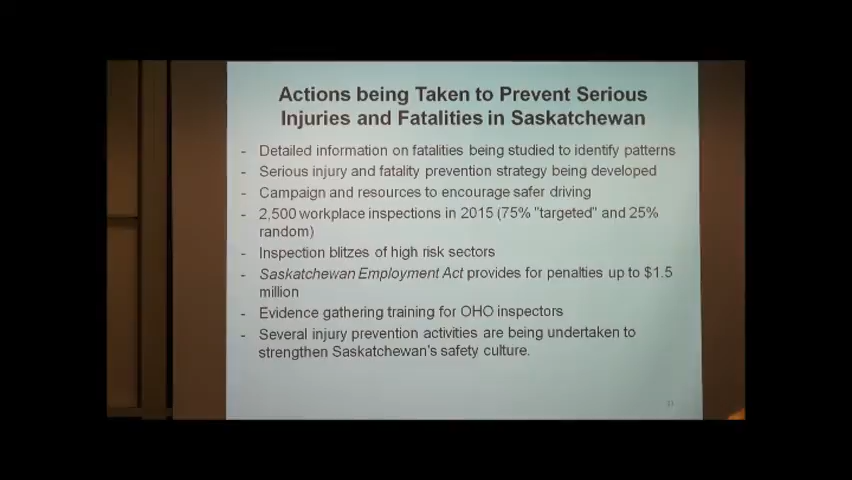 Actions being Taken to Prevent Serious
Injuries and Fatalities in Saskatchewan
- Detailed information on fatalities being studied to identify patterns
- Serious injury and fatality prevention strategy being developed
- Campaign and resources to encourage safer driving
- 2,500 workplace inspections in 2015 (75% "targeted" and 25%
random)
- Inspection blitzes of high risk sectors
- Saskatchewan Employment Act provides for penalties up to $1.5
million
- Evidence gathering training for OHO inspectors
- Several injury prevention activities are being undertaken to
strengthen Saskatchewan's safety culture.